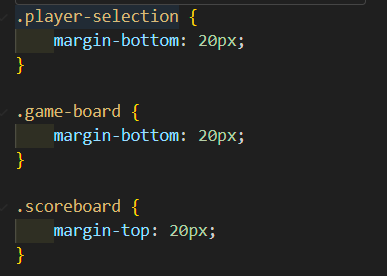 .player-selection {
    margin-bottom: 20px;
}
.game-board {
    margin-bottom: 20px;
}
.scoreboard {
    margin-top: 20px;
}